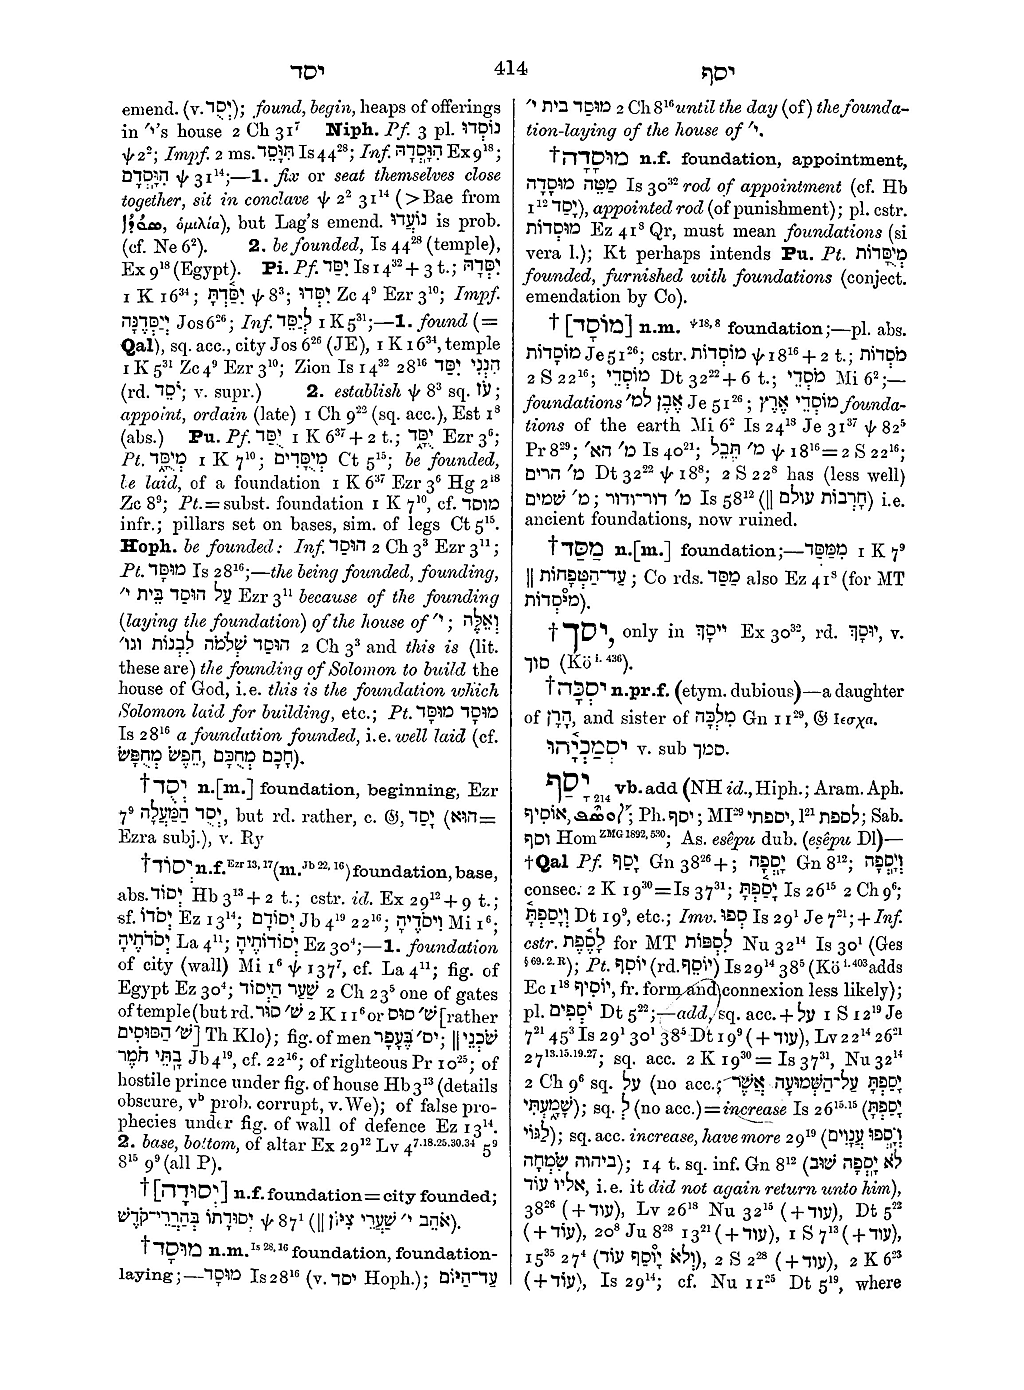 יסד 414 יסף
emend. (v. יְסֻד); found, begin, heaps of offerings
in י׳'s house 2 Ch 31⁷ Niph. Pf. 3 pl. נוֹסְדוּ
ψ 2²; Impf. 2 ms. תִּוָּסֵד Is 44²⁸; Inf. הִוָּסְדָהּ Ex 9¹⁸;
הִוָּסְדָם ψ 31¹⁴;—1. fix or seat themselves close
together, sit in conclave ψ 2² 31¹⁴ (> Bae from
ὁμιλία), but Lag's emend. נוֹעֲדוּ is prob.
(cf. Ne 6²). 2. be founded, Is 44²⁸ (temple),
Ex 9¹⁸ (Egypt). Pi. Pf. יִסַּד Is 14³² + 3 t.; יִסְּדָהּ
1 K 16³⁴; יִסַּדְתָּ ψ 8³; יִסְּדוּ Zc 4⁹ Ezr 3¹⁰; Impf.
יְיַסְּדֶנָּה Jos 6²⁶; Inf. לְיַסֵּד 1 K 5³¹;—1. found (=
Qal), sq. acc., city Jos 6²⁶ (JE), 1 K 16³⁴, temple
1 K 5³¹ Zc 4⁹ Ezr 3¹⁰; Zion Is 14³² 28¹⁶ הִנְנִי יִסַּד
(rd. יֹסֵד; v. supr.) 2. establish ψ 8³ sq. עֹז;
appoint, ordain (late) 1 Ch 9²² (sq. acc.), Est 1⁸
(abs.) Pu. Pf. יֻסַּד 1 K 6³⁷ + 2 t.; יֻסָּד Ezr 3⁶;
Pt. מְיֻסָּד 1 K 7¹⁰; מְיֻסָּדִים Ct 5¹⁵; be founded,
be laid, of a foundation 1 K 6³⁷ Ezr 3⁶ Hg 2¹⁸
Zc 8⁹; Pt. = subst. foundation 1 K 7¹⁰, cf. מוסד
infr.; pillars set on bases, sim. of legs Ct 5¹⁵.
Hoph. be founded: Inf. הוּסַד 2 Ch 3³ Ezr 3¹¹;
Pt. מוּסָּד Is 28¹⁶;—the being founded, founding,
עַל הוּסַד בֵּית י׳ Ezr 3¹¹ because of the founding
(laying the foundation) of the house of י׳; וְאֵלֶּה
הוּסַד שְׁלֹמֹה לִבְנוֹת וגו׳ 2 Ch 3³ and this is (lit.
these are) the founding of Solomon to build the
house of God, i.e. this is the foundation which
Solomon laid for building, etc.; Pt. מוּסָד מוּסָּד
Is 28¹⁶ a foundation founded, i.e. well laid (cf.
חָכָם מְחֻכָּם, חֵפֶשׂ מְחֻפָּשׂ).
†יְסֻד n.[m.] foundation, beginning, Ezr
7⁹ יְסֻד הַמַּעֲלָה, but rd. rather, c. 𝔊, יִסַּד (הוּא =
Ezra subj.), v. Ry
†יְסוֹד n.f. Ezr 13, 17 (m. Jb 22, 16) foundation, base,
abs. יְסוֹד Hb 3¹³ + 2 t.; cstr. id. Ex 29¹² + 9 t.;
sf. יְסֹדוֹ Ez 13¹⁴; יְסוֹדָם Jb 4¹⁹ 22¹⁶; וִיסֹדֶיהָ Mi 1⁶;
יְסֹדֹתֶיהָ La 4¹¹; יְסוֹדוֹתֶיהָ Ez 30⁴;—1. foundation
of city (wall) Mi 1⁶ ψ 137⁷, cf. La 4¹¹; fig. of
Egypt Ez 30⁴; שַׁעַר הַיְסוֹד 2 Ch 23⁵ one of gates
of temple (but rd. שׁ׳ סוּר 2 K 11⁶ or שׁ׳ סוּס [rather
שׁ׳ הַסּוּסִים] Th Klo); fig. of men יס׳ בֶּעָפָר || שֹׁכְנֵי
בָתֵּי חֹמֶר Jb 4¹⁹, cf. 22¹⁶; of righteous Pr 10²⁵; of
hostile prince under fig. of house Hb 3¹³ (details
obscure, vᵇ prob. corrupt, v. We); of false pro-
phecies under fig. of wall of defence Ez 13¹⁴.
2. base, bottom, of altar Ex 29¹² Lv 4⁷·¹⁸·²⁵·³⁰·³⁴ 5⁹
8¹⁵ 9⁹ (all P).
†[יְסוּדָה] n.f. foundation = city founded;
יְסוּדָתוֹ בְּהַרֲרֵי־קֹדֶשׁ ψ 87¹ (|| אֹהֵב י׳ שַׁעֲרֵי צִיּוֹן).
†מוּסָד n.m. Is 28, 16 foundation, foundation-
laying;—מוּסָד Is 28¹⁶ (v. יסד Hoph.); עַד־הַיּוֹם
מוּסַד בֵּית י׳ 2 Ch 8¹⁶ until the day (of) the founda-
tion-laying of the house of י׳.
†מוּסָדָה n.f. foundation, appointment,
מַטֵּה מוּסָדָה Is 30³² rod of appointment (cf. Hb
1¹² יסד), appointed rod (of punishment); pl. cstr.
מוּסְדוֹת Ez 41⁸ Qr, must mean foundations (si
vera l.); Kt perhaps intends Pu. Pt. מְיֻסָּדוֹת
founded, furnished with foundations (conject.
emendation by Co).
†[מוֹסָד] n.m. ψ 18, 8 foundation;—pl. abs.
מוֹסָדוֹת Je 51²⁶; cstr. מוֹסְדוֹת ψ 18¹⁶ + 2 t.; מֹסְדוֹת
2 S 22¹⁶; מוֹסְדֵי Dt 32²² + 6 t.; מֹסְדֵי Mi 6²;—
foundations אֶבֶן לְמ׳ Je 51²⁶; מוֹסְדֵי אֶרֶץ founda-
tions of the earth Mi 6² Is 24¹⁸ Je 31³⁷ ψ 82⁵
Pr 8²⁹; מ׳ הא׳ Is 40²¹; מ׳ תֵּבֵל ψ 18¹⁶ = 2 S 22¹⁶;
מ׳ הרים Dt 32²² ψ 18⁸; 2 S 22⁸ has (less well)
מ׳ שׁמים; מ׳ דור־ודור Is 58¹² (|| חָרְבוֹת עולם) i.e.
ancient foundations, now ruined.
†מַסַּד n.[m.] foundation;—מִמַּסַּד 1 K 7⁹
|| עַד־הַטְּפָחוֹת; Co rds. מַסַּד also Ez 41⁸ (for MT
מוסדות).
†יסך, only in יִיסָךְ Ex 30³², rd. יוּסַךְ, v.
סוך (Kö i. 436).
†יִסְכָּה n.pr.f. (etym. dubious)—a daughter
of הָרָן, and sister of מִלְכָּה Gn 11²⁹, 𝔊 Ιεσχα.
יִסְמַכְיָהוּ v. sub סמך.
יָסַף 214 vb. add (NH id., Hiph.; Aram. Aph.
אוֹסֵיף, ; Ph. יסף; MI²⁹ יספתי, ¹²¹ לספת; Sab.
וסף Hom ZMG 1892, 530; As. esêpu dub. (eṣêpu Dl)—
†Qal Pf. יָסַף Gn 38²⁶ +; יָסְפָה Gn 8¹²; וְיָסְפָה
consec. 2 K 19³⁰ = Is 37³¹; יָסַפְתָּ Is 26¹⁵ 2 Ch 9⁶;
וְיָסַפְתָּ Dt 19⁹, etc.; Imv. סְפוּ Is 29¹ Je 7²¹; + Inf.
cstr. לָסֶפֶת for MT לִסְפּוֹת Nu 32¹⁴ Is 30¹ (Ges
§ 69. 2. R); Pt. יוֹסִף (rd. יוֹסֵף) Is 29¹⁴ 38⁵ (Kö i. 403 adds
Ec 1¹⁸ יוֹסִיף, fr. form and connexion less likely);
pl. יֹסְפִים Dt 5²²;—add, sq. acc. + עַל 1 S 12¹⁹ Je
7²¹ 45³ Is 29¹ 30¹ 38⁵ Dt 19⁹ (+ עוד), Lv 22¹⁴ 26²¹
27¹³·¹⁵·¹⁹·²⁷; sq. acc. 2 K 19³⁰ = Is 37³¹, Nu 32¹⁴
2 Ch 9⁶ sq. עַל (no acc.; יָסַפְתָּ עַל־הַשְּׁמוּעָה אֲשֶׁר
שָׁמָעְתִּי); sq. לְ (no acc.) = increase Is 26¹⁵·¹⁵ (יָסַפְתָּ
לַגּוֹי); sq. acc. increase, have more 29¹⁹ (וְיָסְפוּ עֲנָוִים
בַּיהוה שִׂמְחָה); 14 t. sq. inf. Gn 8¹² (לֹא יָסְפָה שׁוּב
אֵלָיו עוֹד, i.e. it did not again return unto him),
38²⁶ (+ עוד), Lv 26¹⁸ Nu 32¹⁵ (+ עוד), Dt 5²²
(+ עוד), 20⁸ Ju 8²⁸ 13²¹ (+ עוד), 1 S 7¹³ (+ עוד),
15³⁵ 27⁴ (וְלֹא יָסַף עוֹד), 2 S 2²⁸ (+ עוד), 2 K 6²³
(+ עוֹד), Is 29¹⁴; cf. Nu 11²⁵ Dt 5¹⁹, where